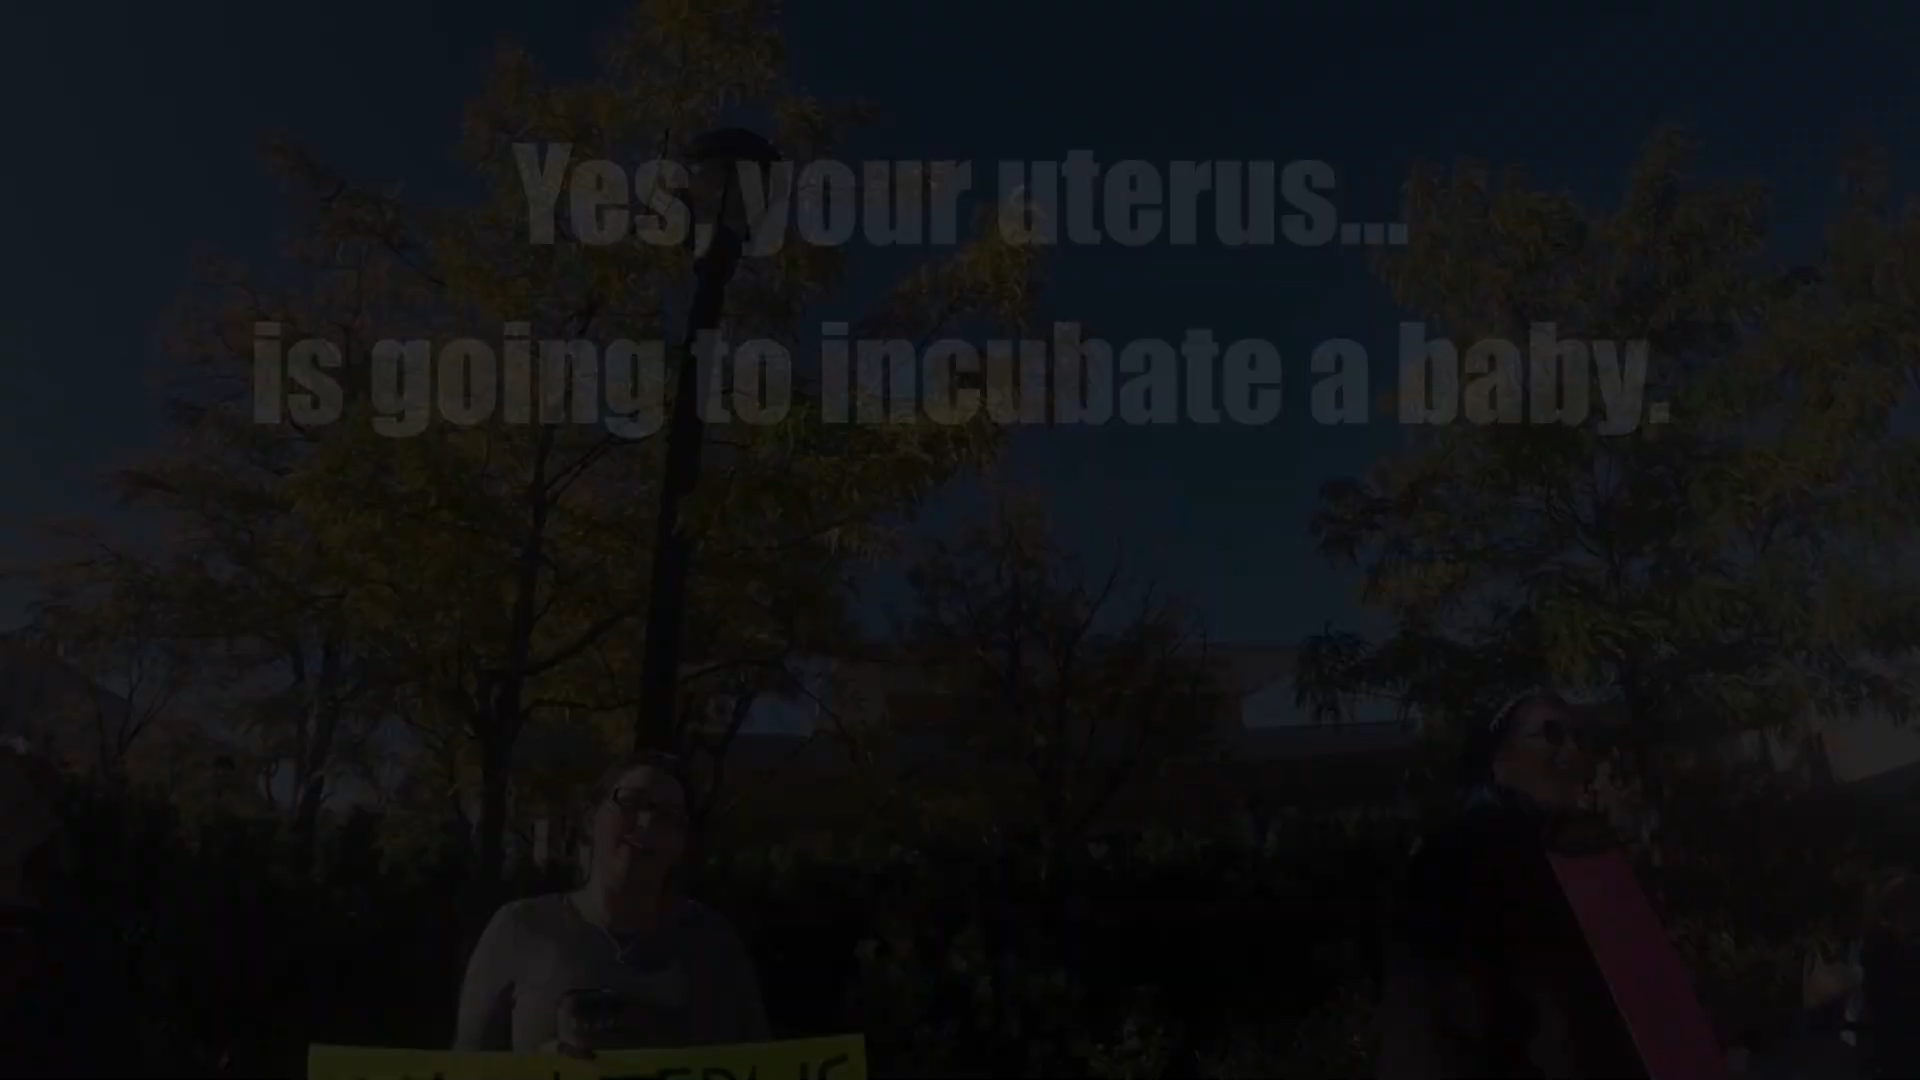 Yes, your uterus...
is going to incubate a baby.